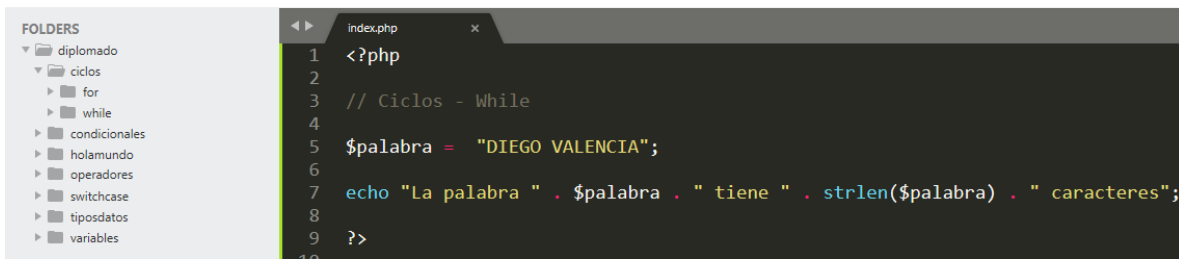 FOLDERS
diplomado
ciclos
for
while
condicionales
holamundo
operadores
switchcase
tiposdatos
variables
index.php ×
1 <?php
2
3 // Ciclos - While
4
5 $palabra =  "DIEGO VALENCIA";
6
7 echo "La palabra " . $palabra . " tiene " . strlen($palabra) . " caracteres";
8
9 ?>
10